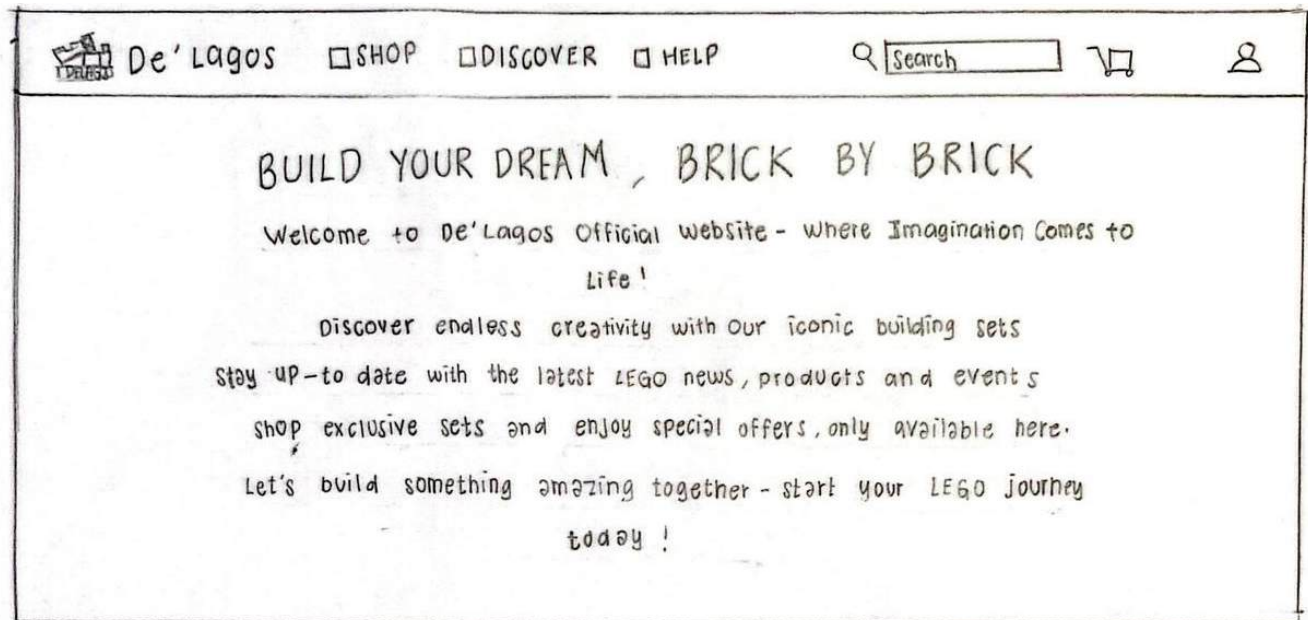 DELAGOS
De'Lagos SHOP DISCOVER HELP Search
BUILD YOUR DREAM, BRICK BY BRICK
Welcome to De'Lagos Official website - where Imagination Comes to
Life!
Discover endless creativity with our iconic building sets
Stay up-to date with the latest LEGO news, products and events
shop exclusive sets and enjoy special offers, only available here.
Let's build something amazing together - start your LEGO journey
today!